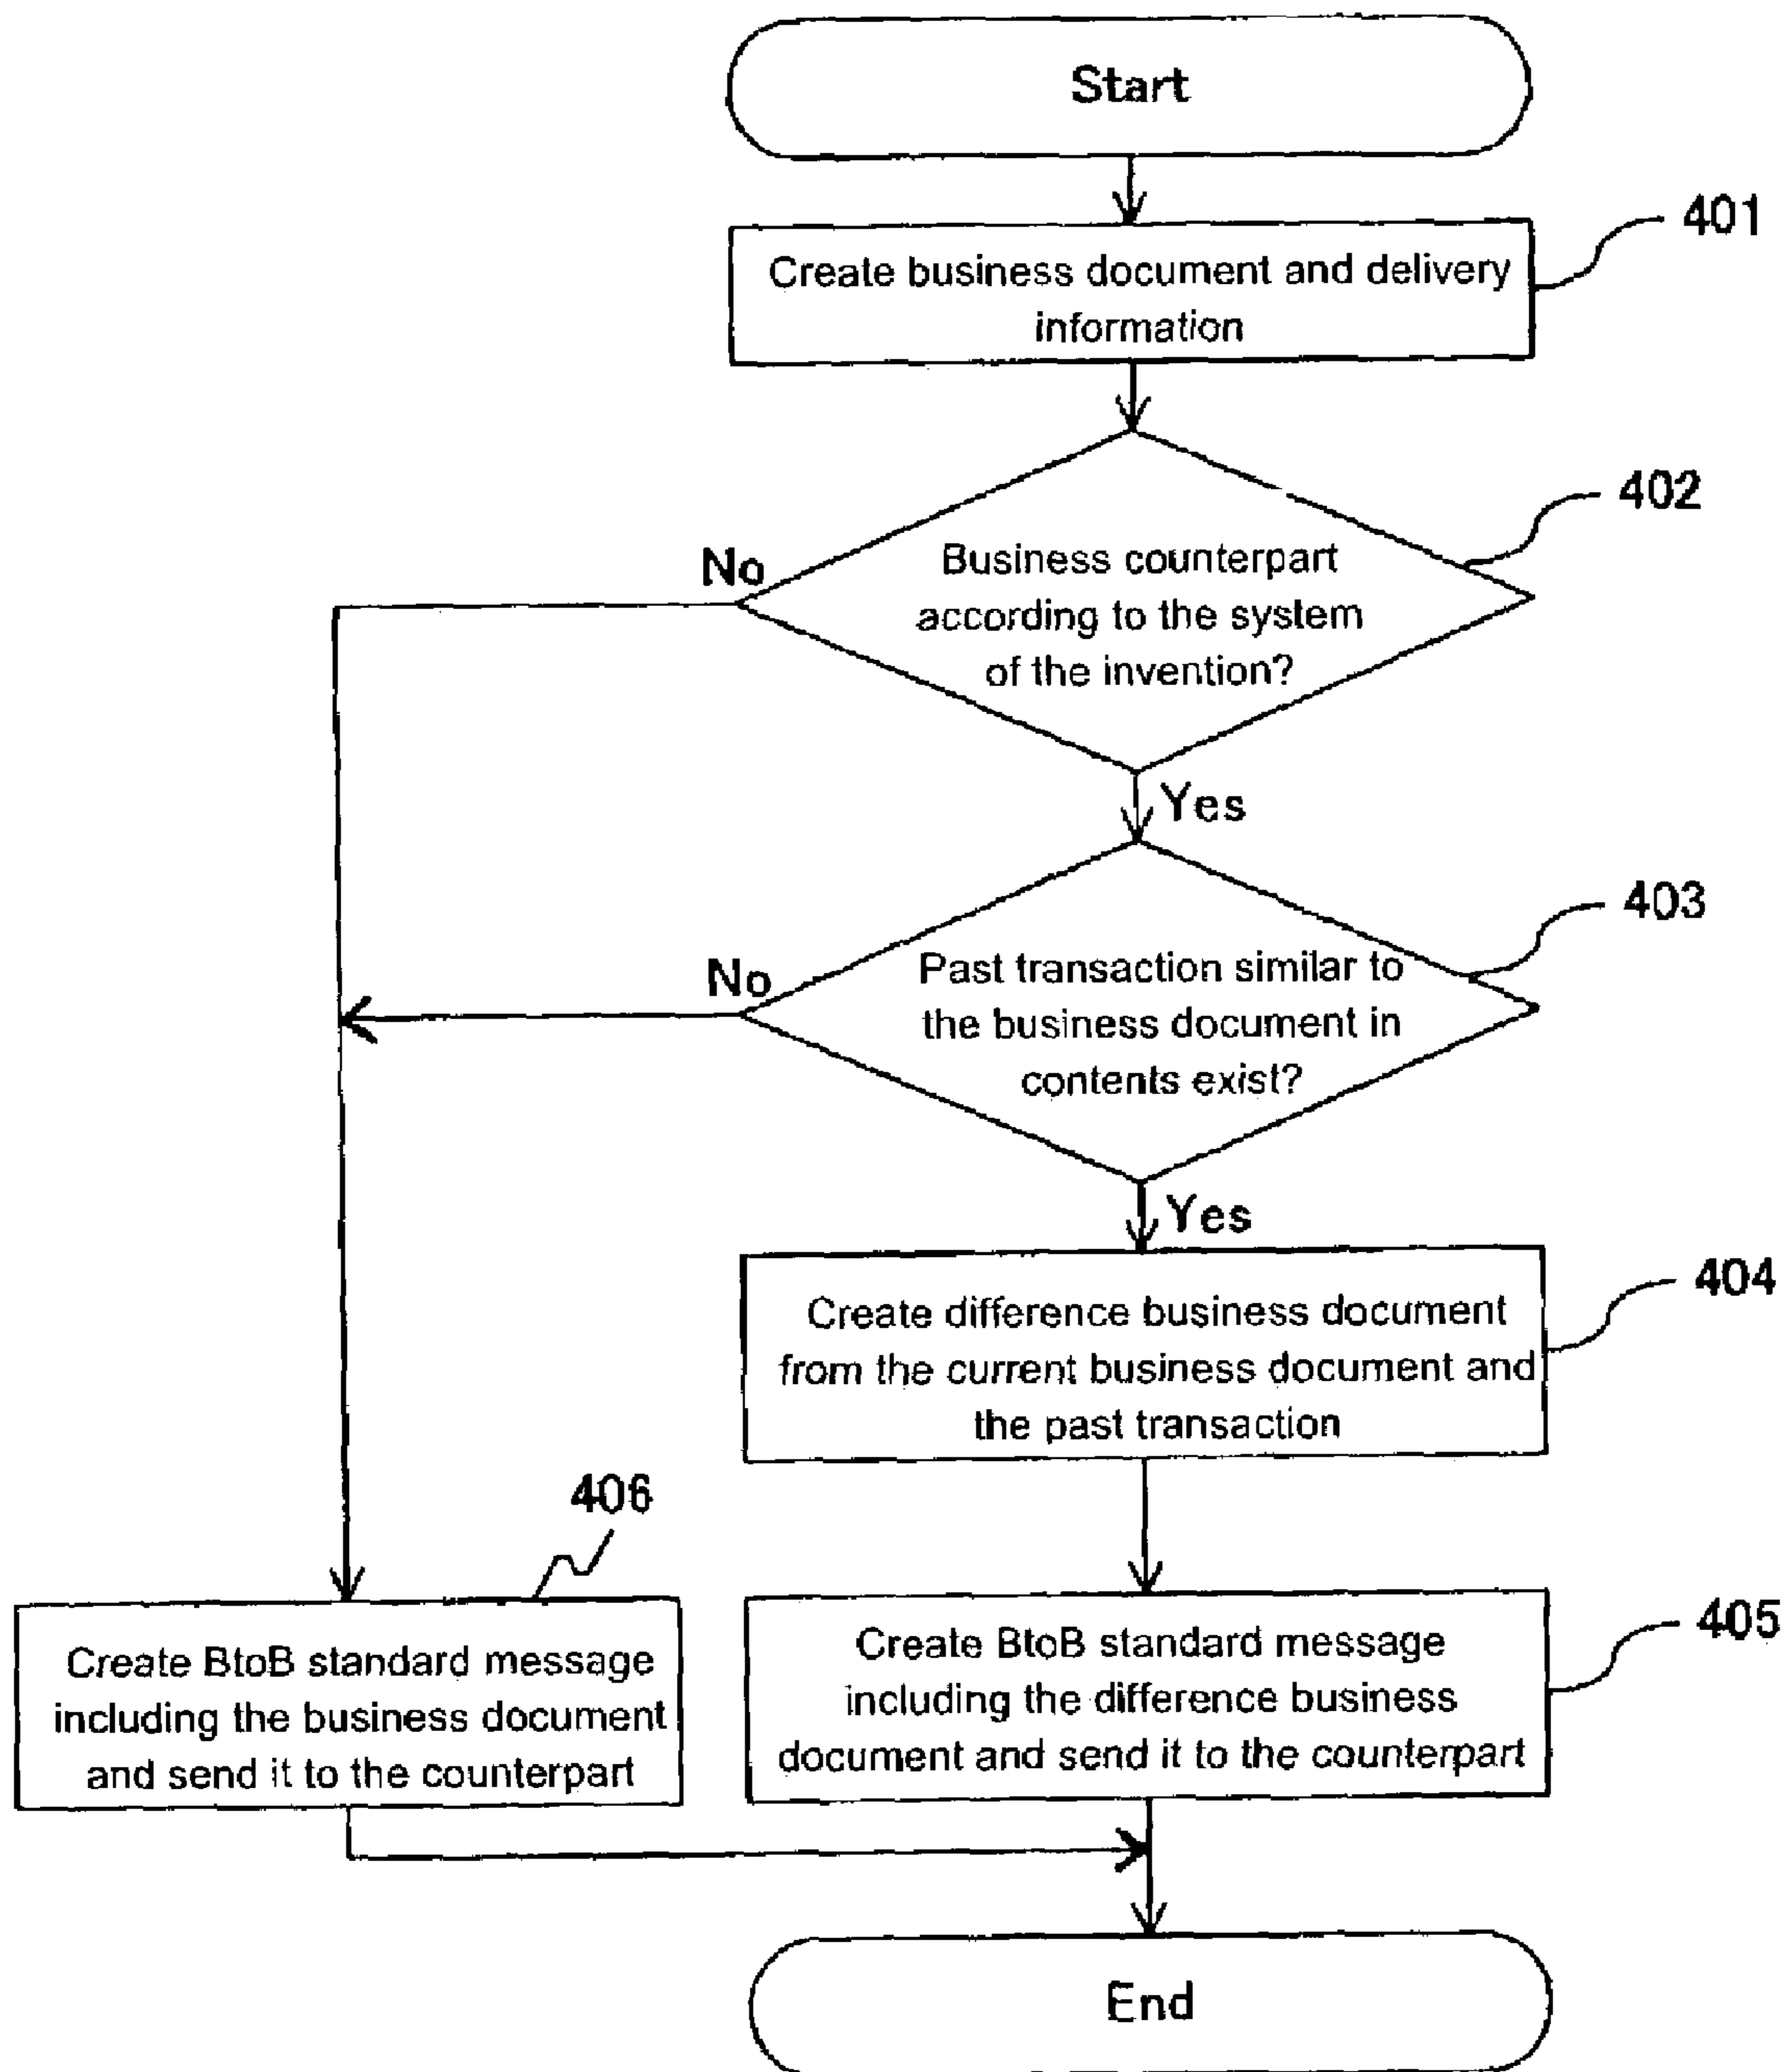 Start
401
Create business document and delivery
information
402
No
Business counterpart
according to the system
of the invention?
Yes
403
No
Past transaction similar to
the business document in
contents exist?
Yes
404
Create difference business document
from the current business document and
the past transaction
406
Create BtoB standard message
including the business document
and send it to the counterpart
405
Create BtoB standard message
including the difference business
document and send it to the counterpart
End